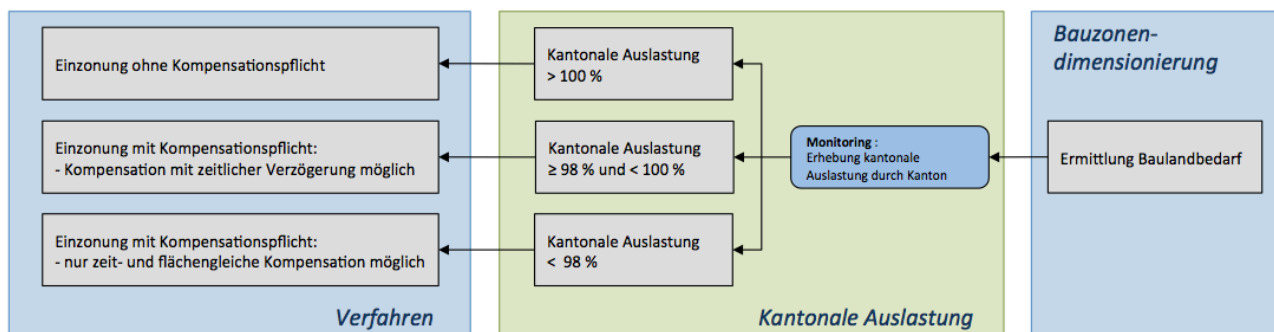 Einzonung ohne Kompensationspflicht
Einzonung mit Kompensationspflicht:
- Kompensation mit zeitlicher Verzögerung möglich
Einzonung mit Kompensationspflicht:
- nur zeit- und flächengleiche Kompensation möglich
Verfahren
Kantonale Auslastung
> 100 %
Kantonale Auslastung
≥ 98 % und < 100 %
Kantonale Auslastung
< 98 %
Monitoring :
Erhebung kantonale
Auslastung durch Kanton
Kantonale Auslastung
Bauzonen-
dimensionierung
Ermittlung Baulandbedarf